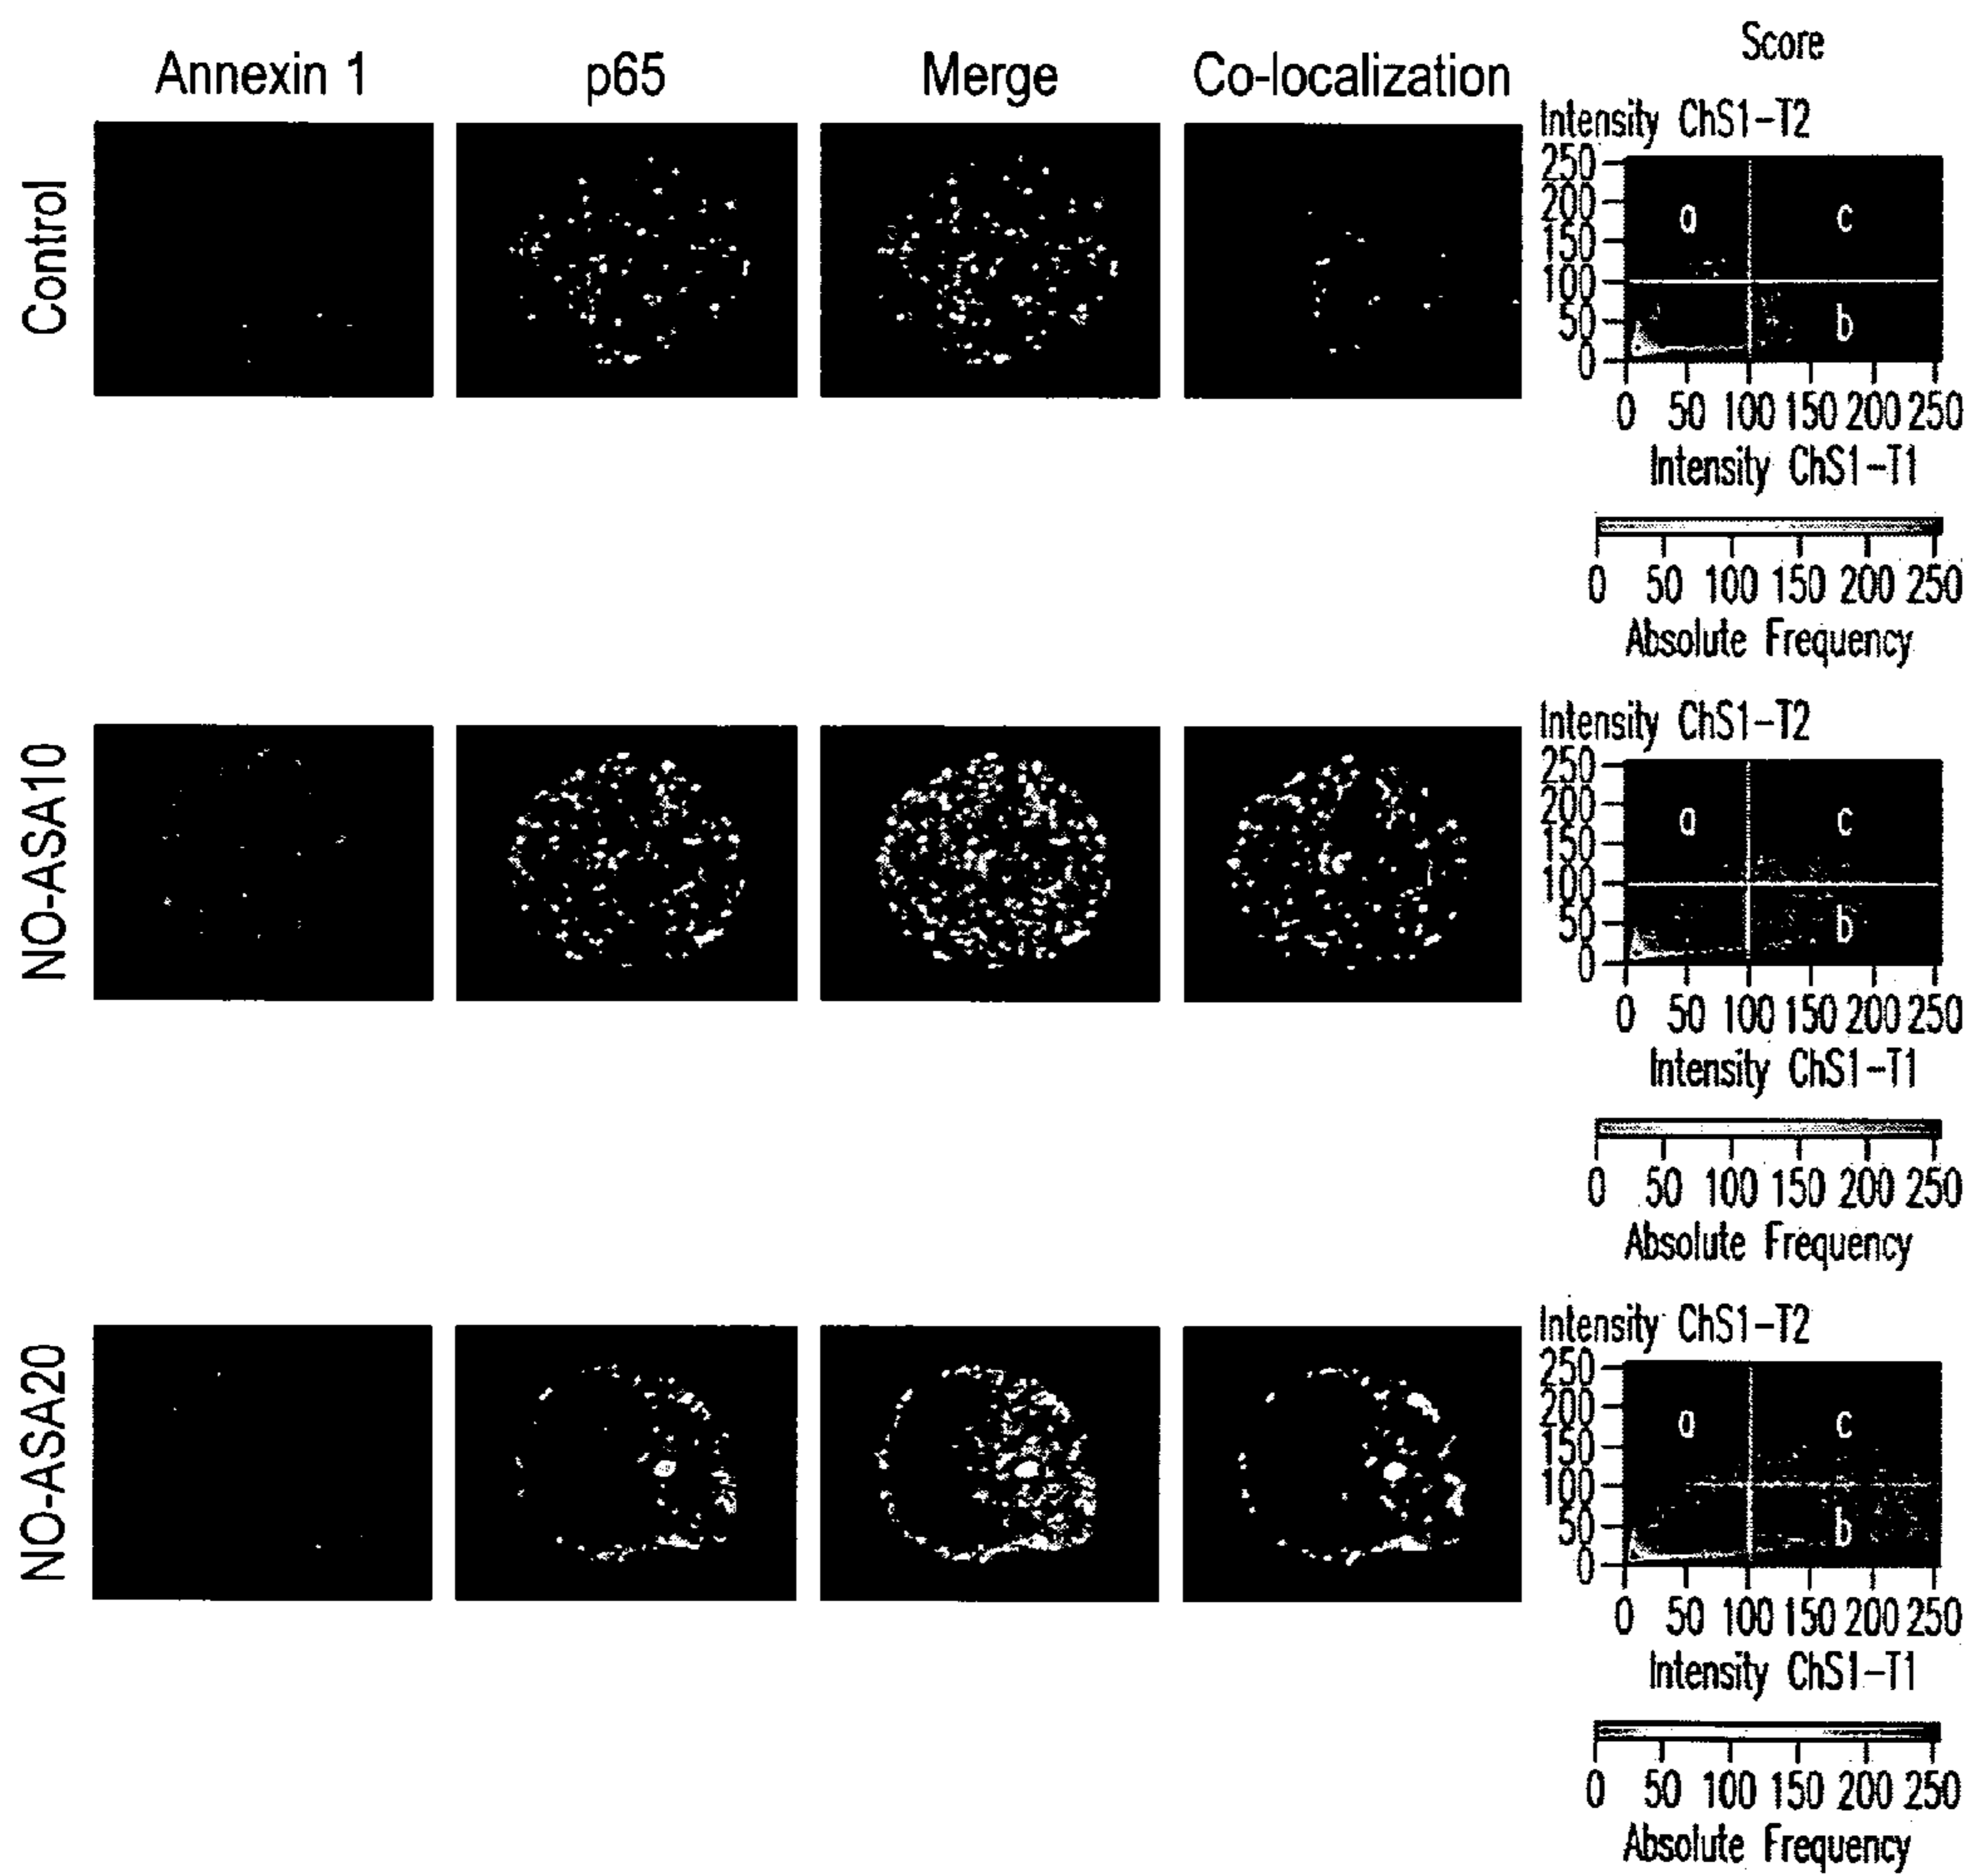 Score
Annexin 1 p65 Merge Co-localization
Control
Intensity ChS1-T2
250
200
150
100
50
0
a c
b
0 50 100 150 200 250
Intensity ChS1-T1
0 50 100 150 200 250
Absolute Frequency
NO-ASA10
Intensity ChS1-T2
250
200
150
100
50
0
a c
b
0 50 100 150 200 250
Intensity ChS1-T1
0 50 100 150 200 250
Absolute Frequency
NO-ASA20
Intensity ChS1-T2
250
200
150
100
50
0
a c
b
0 50 100 150 200 250
Intensity ChS1-T1
0 50 100 150 200 250
Absolute Frequency